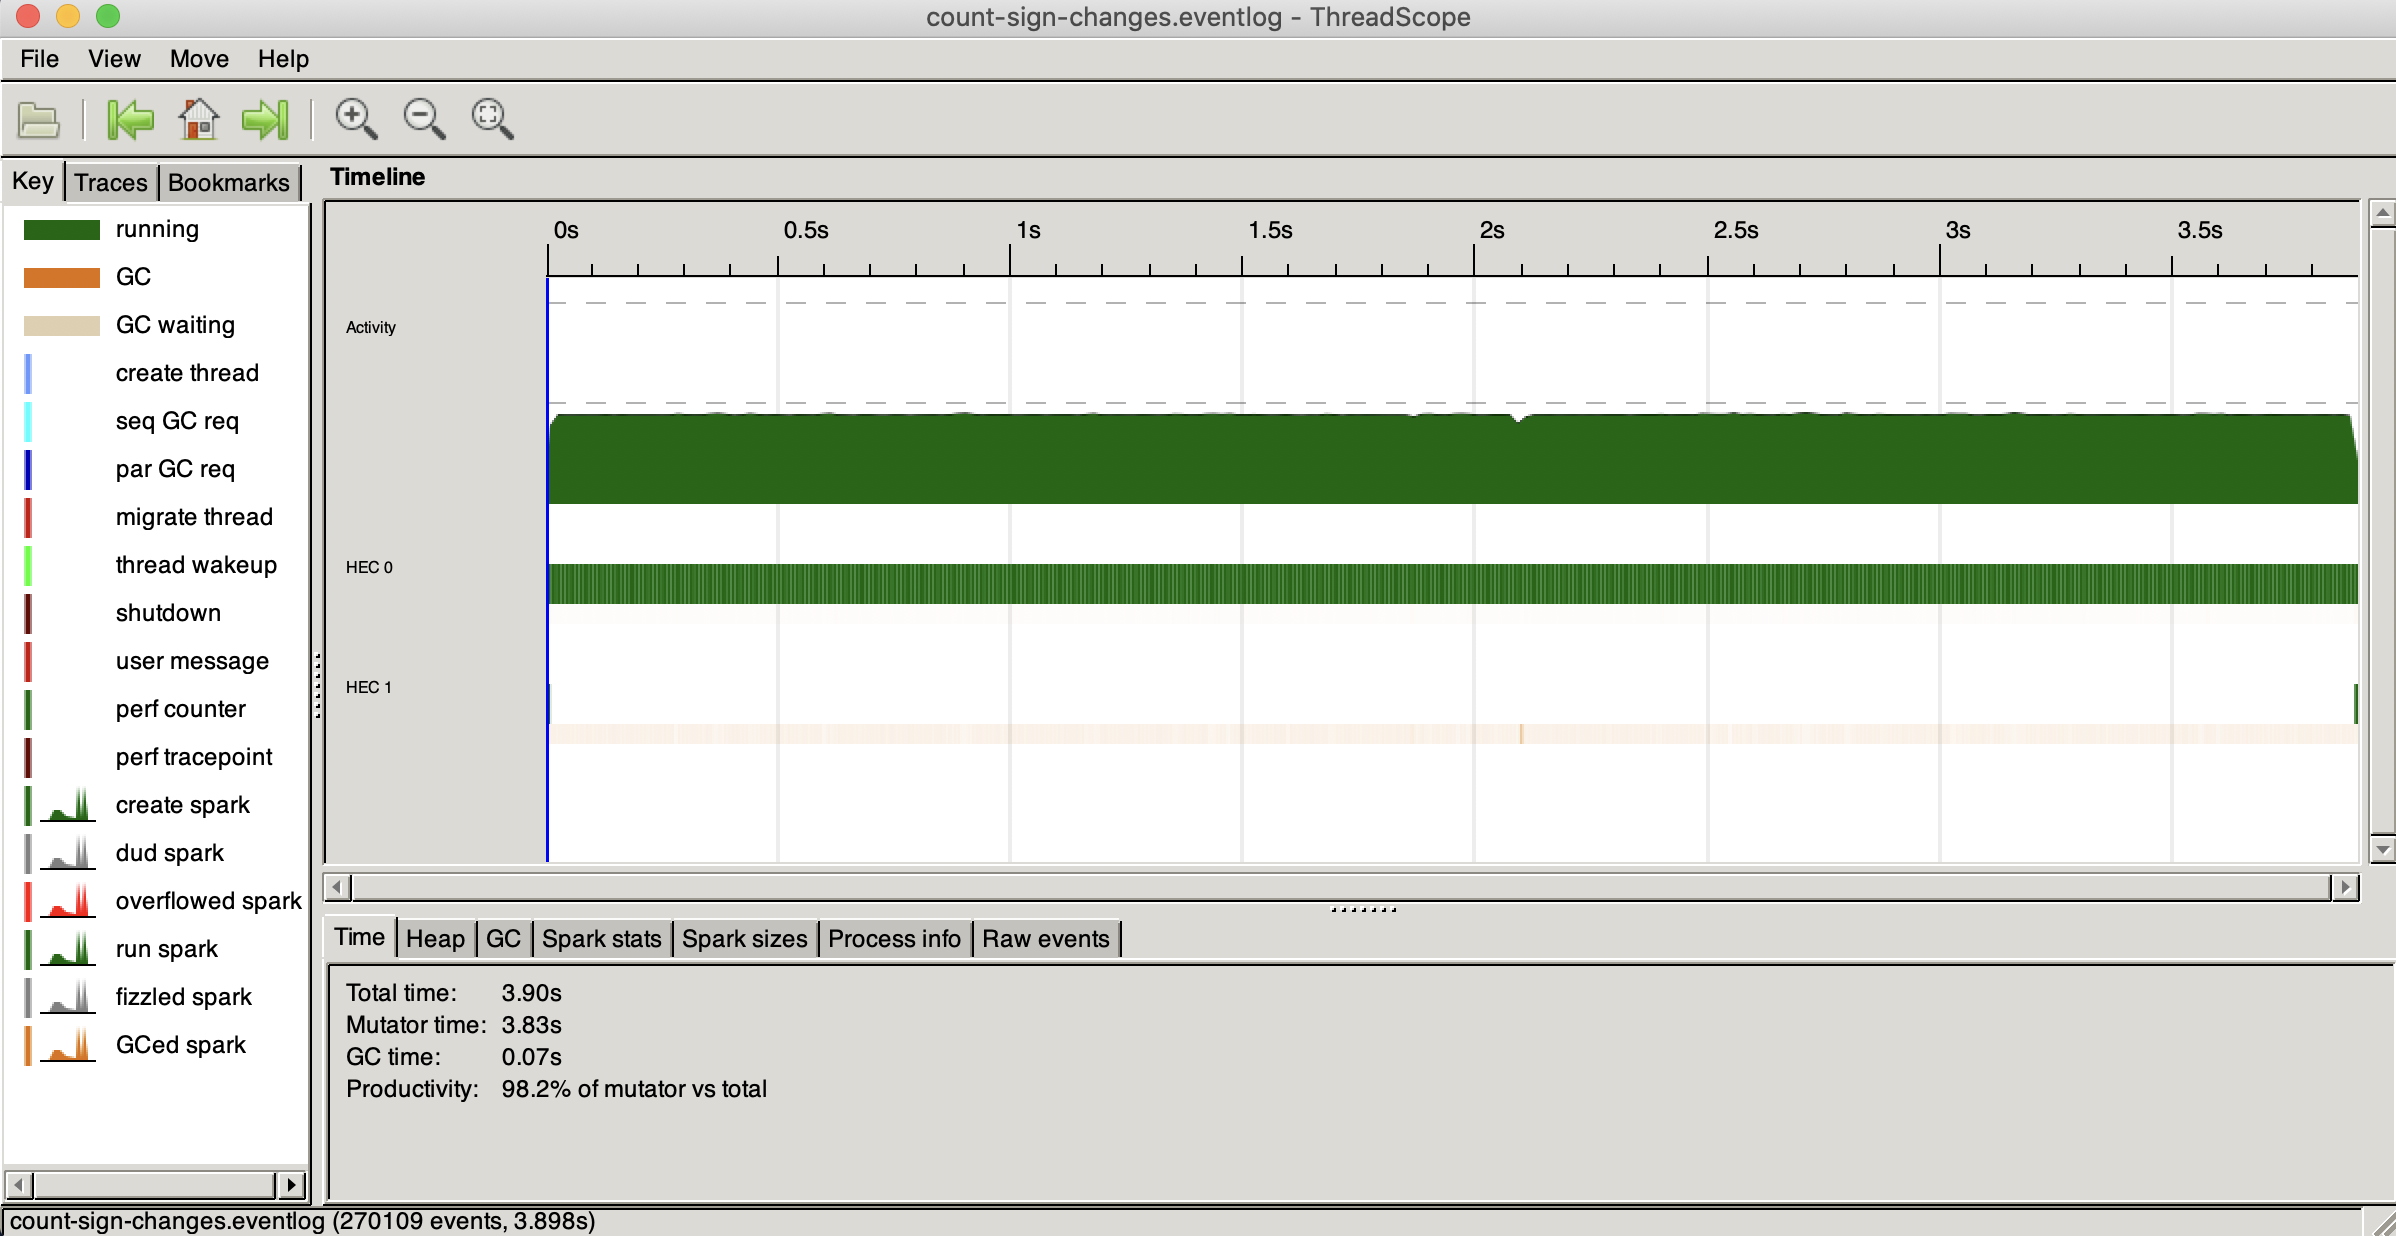 count-sign-changes.eventlog - ThreadScope
File View Move Help
Key Traces Bookmarks
running
GC
GC waiting
create thread
seq GC req
par GC req
migrate thread
thread wakeup
shutdown
user message
perf counter
perf tracepoint
create spark
dud spark
overflowed spark
run spark
fizzled spark
GCed spark
Timeline
0s 0.5s 1s 1.5s 2s 2.5s 3s 3.5s
Activity
HEC 0
HEC 1
Time Heap GC Spark stats Spark sizes Process info Raw events
Total time: 3.90s
Mutator time: 3.83s
GC time: 0.07s
Productivity: 98.2% of mutator vs total
count-sign-changes.eventlog (270109 events, 3.898s)